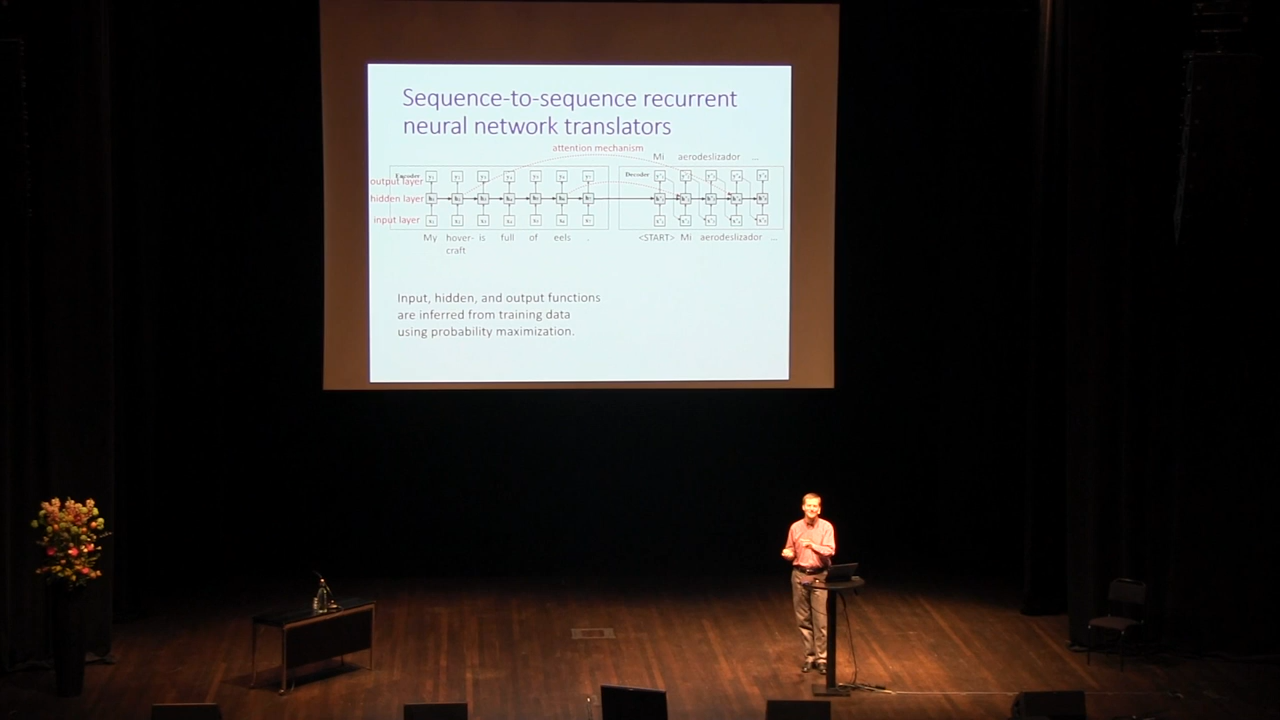 Sequence-to-sequence recurrent
neural network translators
attention mechanism
Mi aerodeslizador ...
Encoder
Decoder
output layer
hidden layer
input layer
My hover- is full of eels .
craft
<START> Mi aerodeslizador ...
Input, hidden, and output functions
are inferred from training data
using probability maximization.